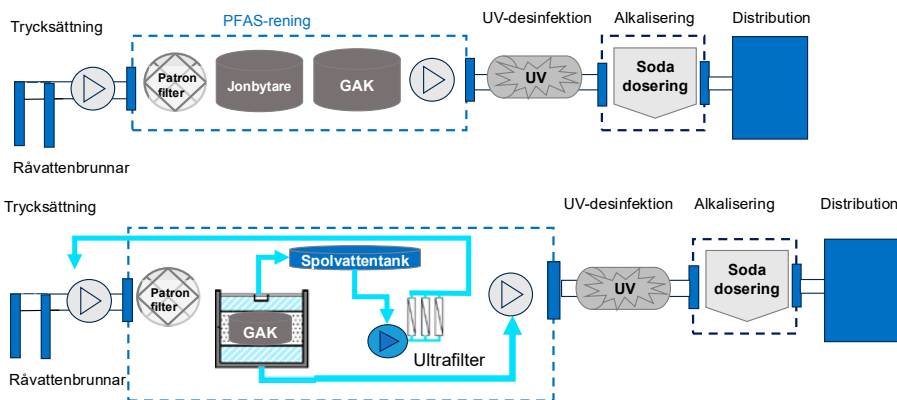 Trycksättning
PFAS-rening
UV-desinfektion
Alkalisering
Distribution
Patron
filter
Jonbytare
GAK
UV
Soda
dosering
Råvattenbrunnar
Trycksättning
UV-desinfektion
Alkalisering
Distribution
Spolvattentank
Patron
filter
GAK
Ultrafilter
UV
Soda
dosering
Råvattenbrunnar